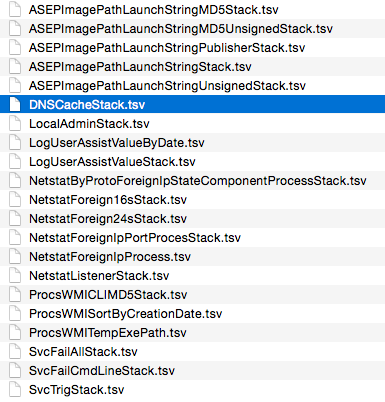 ASEPImagePathLaunchStringMD5Stack.tsv
ASEPImagePathLaunchStringMD5UnsignedStack.tsv
ASEPImagePathLaunchStringPublisherStack.tsv
ASEPImagePathLaunchStringStack.tsv
ASEPImagePathLaunchStringUnsignedStack.tsv
DNSCacheStack.tsv
LocalAdminStack.tsv
LogUserAssistValueByDate.tsv
LogUserAssistValueStack.tsv
NetstatByProtoForeignIpStateComponentProcessStack.tsv
NetstatForeign16sStack.tsv
NetstatForeign24sStack.tsv
NetstatForeignIpPortProcesStack.tsv
NetstatForeignIpProcess.tsv
NetstatListenerStack.tsv
ProcsWMICLIMD5Stack.tsv
ProcsWMISortByCreationDate.tsv
ProcsWMITempExePath.tsv
SvcFailAllStack.tsv
SvcFailCmdLineStack.tsv
SvcTrigStack.tsv